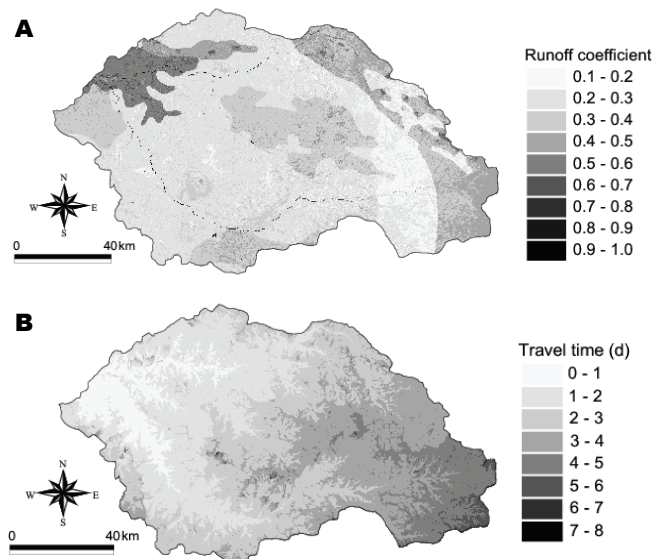 A
Runoff coefficient
0.1 - 0.2
0.2 - 0.3
0.3 - 0.4
0.4 - 0.5
0.5 - 0.6
0.6 - 0.7
0.7 - 0.8
0.8 - 0.9
0.9 - 1.0
N
W E
S
0 40km
B
Travel time (d)
0 - 1
1 - 2
2 - 3
3 - 4
4 - 5
5 - 6
6 - 7
7 - 8
N
W E
S
0 40km